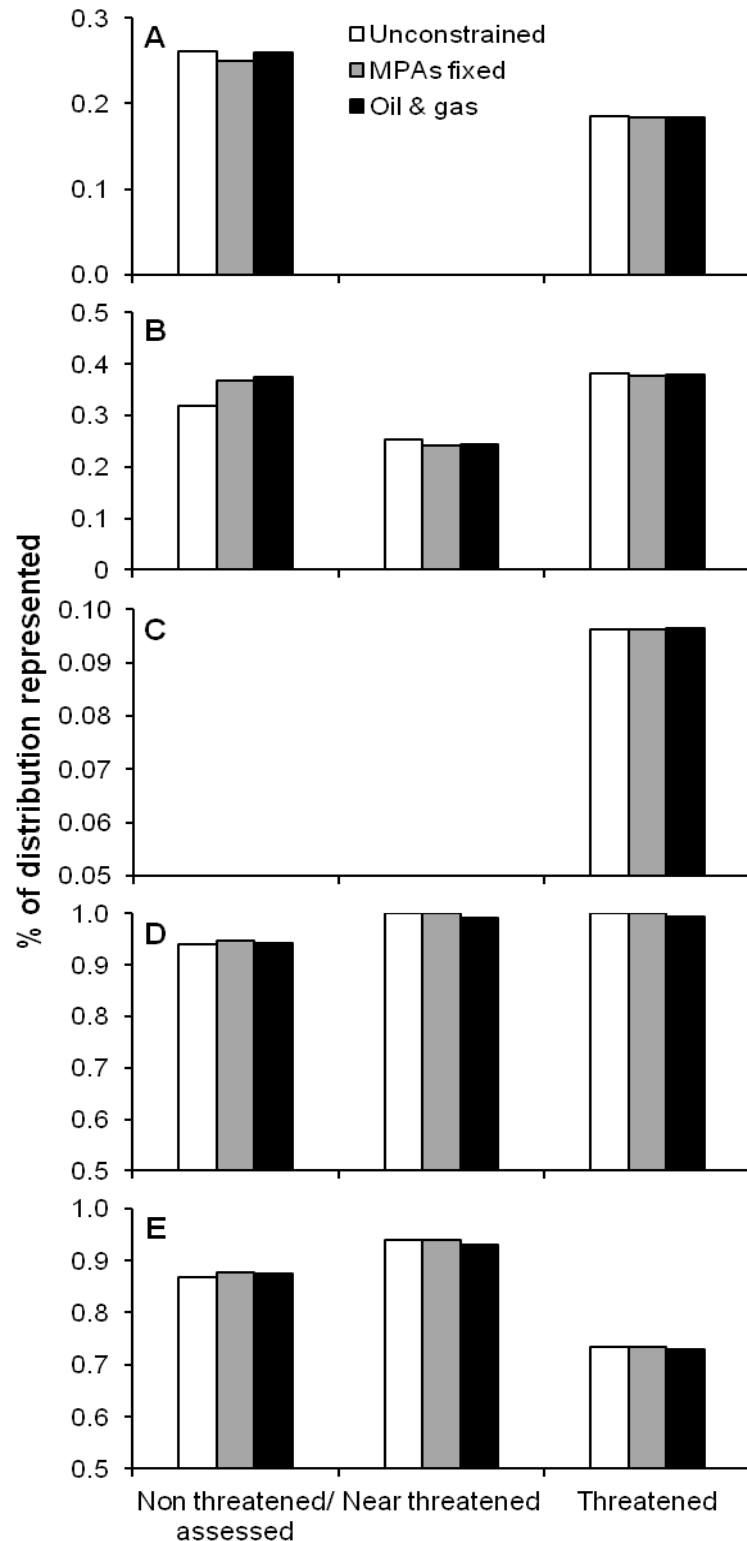 % of distribution represented
A
Unconstrained
MPAs fixed
Oil & gas
0.3
0.2
0.1
0.0
B
0.5
0.4
0.3
0.2
0.1
0
C
0.10
0.09
0.08
0.07
0.06
0.05
D
1.0
0.9
0.8
0.7
0.6
0.5
E
1.0
0.9
0.8
0.7
0.6
0.5
Non threatened/
assessed
Near threatened
Threatened